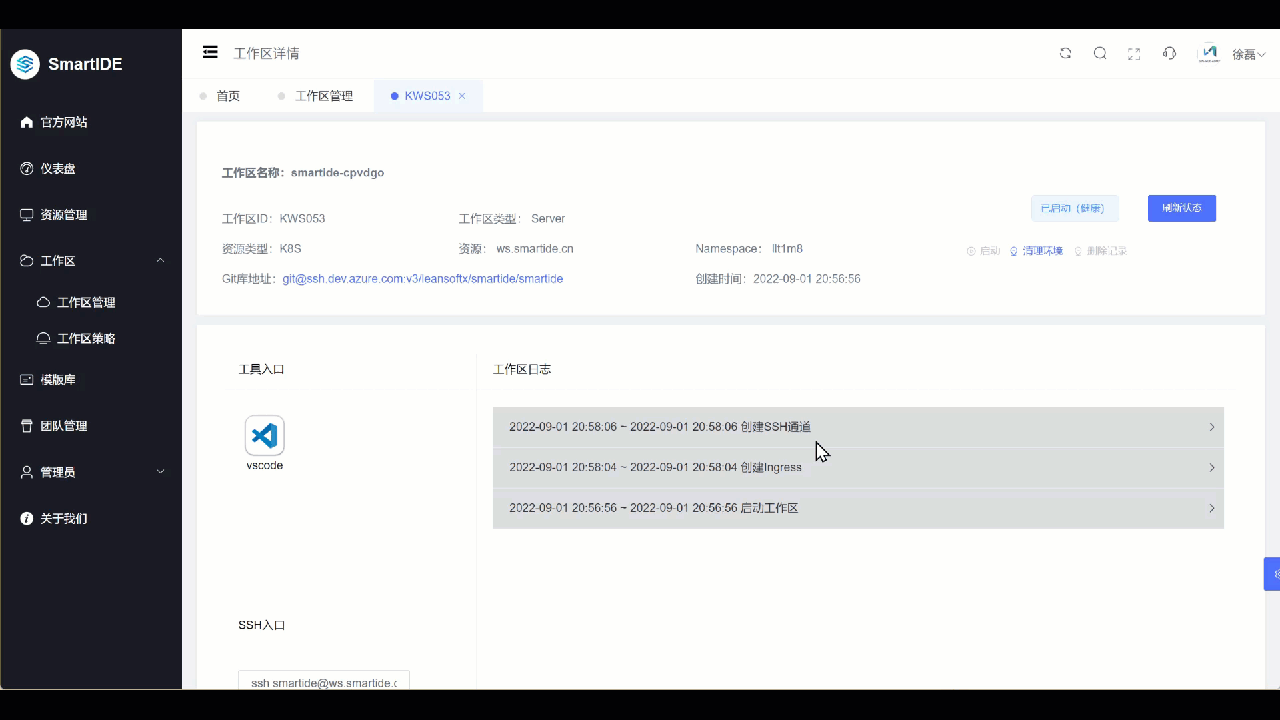 SmartIDE
工作区详情
徐磊
首页
工作区管理
KWS053
官方网站
仪表盘
资源管理
工作区
工作区管理
工作区策略
模版库
团队管理
管理员
关于我们
工作区名称: smartide-cpvdgo
已启动（健康）
刷新状态
工作区ID: KWS053
工作区类型: Server
资源类型: K8S
资源: ws.smartide.cn
Namespace: llt1m8
启动
清理环境
删除记录
Git库地址: git@ssh.dev.azure.com:v3/leansoftx/smartide/smartide
创建时间: 2022-09-01 20:56:56
工具入口
工作区日志
vscode
2022-09-01 20:58:06 ~ 2022-09-01 20:58:06 创建SSH通道
2022-09-01 20:58:04 ~ 2022-09-01 20:58:04 创建Ingress
2022-09-01 20:56:56 ~ 2022-09-01 20:56:56 启动工作区
SSH入口
ssh smartide@ws.smartide.c